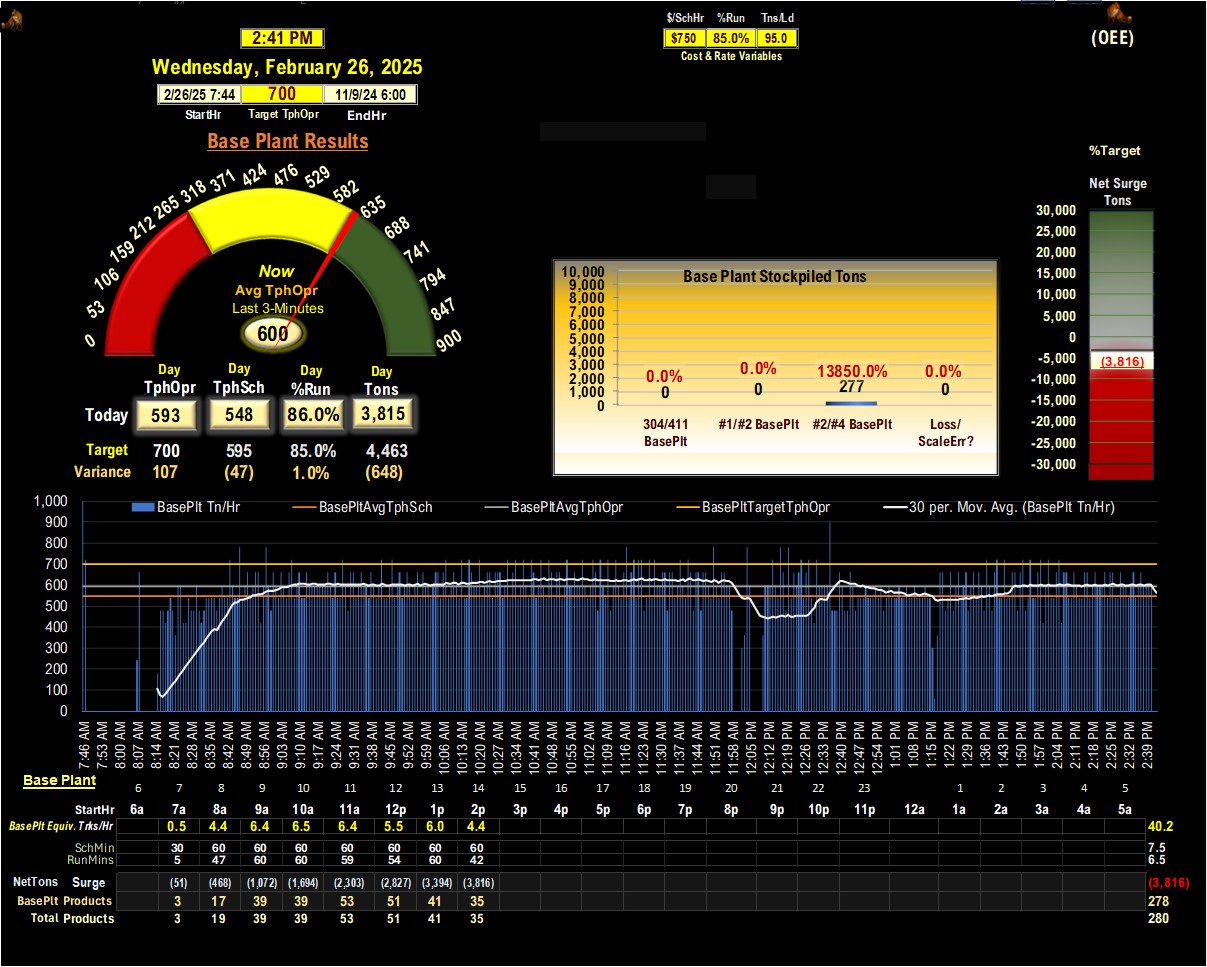 $/SchHr %Run Tns/Ld
$750 85.0% 95.0
Cost & Rate Variables
(OEE)
2:41 PM
Wednesday, February 26, 2025
2/26/25 7:44 700 11/9/24 6:00
StartHr Target TphOpr EndHr
Base Plant Results
0 53 106 159 212 265 318 371 424 476 529 582 635 688 741 794 847 900
Now
Avg TphOpr
Last 3-Minutes
600
Day Day Day Day
TphOpr TphSch %Run Tons
Today 593 548 86.0% 3,815
Target 700 595 85.0% 4,463
Variance 107 (47) 1.0% (648)
Base Plant Stockpiled Tons
10,000
9,000
8,000
7,000
6,000
5,000
4,000
3,000
2,000
1,000
0
0.0% 0.0% 13850.0% 0.0%
0 0 277 0
304/411 BasePlt #1/#2 BasePlt #2/#4 BasePlt Loss/ ScaleErr?
%Target
Net Surge
Tons
30,000
25,000
20,000
15,000
10,000
5,000
0
-5,000
-10,000
-15,000
-20,000
-25,000
-30,000
(3,816)
BasePlt Tn/Hr BasePltAvgTphSch BasePltAvgTphOpr BasePltTargetTphOpr 30 per. Mov. Avg. (BasePlt Tn/Hr)
1,000
900
800
700
600
500
400
300
200
100
0
7:46 AM 7:53 AM 8:00 AM 8:07 AM 8:14 AM 8:21 AM 8:28 AM 8:35 AM 8:42 AM 8:49 AM 8:56 AM 9:03 AM 9:10 AM 9:17 AM 9:24 AM 9:31 AM 9:38 AM 9:45 AM 9:52 AM 9:59 AM 10:06 AM 10:13 AM 10:20 AM 10:27 AM 10:34 AM 10:41 AM 10:48 AM 10:55 AM 11:02 AM 11:09 AM 11:16 AM 11:23 AM 11:30 AM 11:37 AM 11:44 AM 11:51 AM 11:58 AM 12:05 PM 12:12 PM 12:19 PM 12:26 PM 12:33 PM 12:40 PM 12:47 PM 12:54 PM 1:01 PM 1:08 PM 1:15 PM 1:22 PM 1:29 PM 1:36 PM 1:43 PM 1:50 PM 1:57 PM 2:04 PM 2:11 PM 2:18 PM 2:25 PM 2:32 PM 2:39 PM
Base Plant
6 7 8 9 10 11 12 13 14 15 16 17 18 19 20 21 22 23 1 2 3 4 5
StartHr 6a 7a 8a 9a 10a 11a 12p 1p 2p 3p 4p 5p 6p 7p 8p 9p 10p 11p 12a 1a 2a 3a 4a 5a
BasePlt Equiv. Trks/Hr 0.5 4.4 6.4 6.5 6.4 5.5 6.0 4.4 40.2
SchMin 30 60 60 60 60 60 60 60 7.5
RunMins 5 47 60 60 59 54 60 42 6.5
NetTons Surge (51) (468) (1,072) (1,694) (2,303) (2,827) (3,394) (3,816) (3,816)
BasePlt Products 3 17 39 39 53 51 41 35 278
Total Products 3 19 39 39 53 51 41 35 280